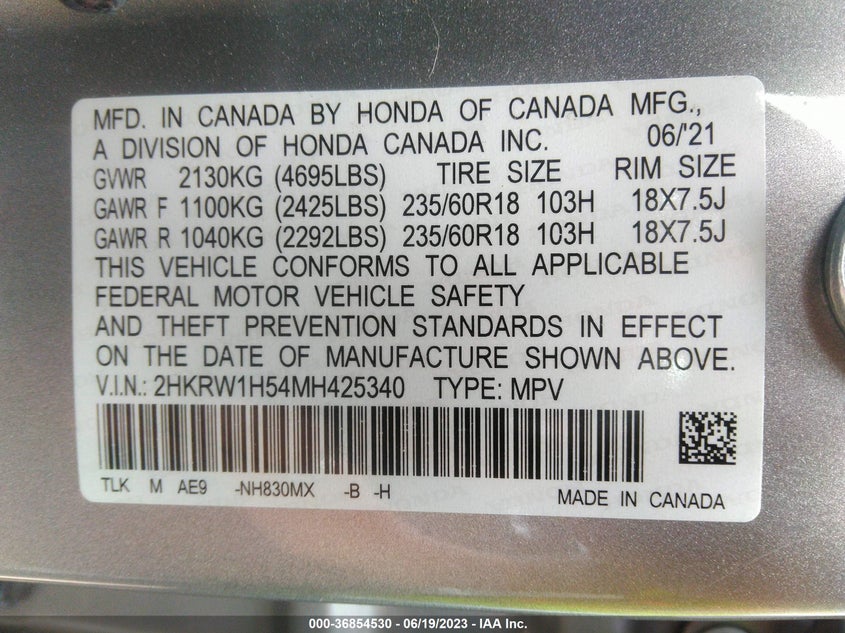 MFD. IN CANADA BY HONDA OF CANADA MFG.,
A DIVISION OF HONDA CANADA INC. 06/'21
GVWR 2130KG (4695LBS) TIRE SIZE RIM SIZE
GAWR F 1100KG (2425LBS) 235/60R18 103H 18X7.5J
GAWR R 1040KG (2292LBS) 235/60R18 103H 18X7.5J
THIS VEHICLE CONFORMS TO ALL APPLICABLE
FEDERAL MOTOR VEHICLE SAFETY
AND THEFT PREVENTION STANDARDS IN EFFECT
ON THE DATE OF MANUFACTURE SHOWN ABOVE.
V.I.N.: 2HKRW1H54MH425340 TYPE: MPV
TLK M AE9 -NH830MX -B -H MADE IN CANADA
000-36854530 - 06/19/2023 - IAA Inc.